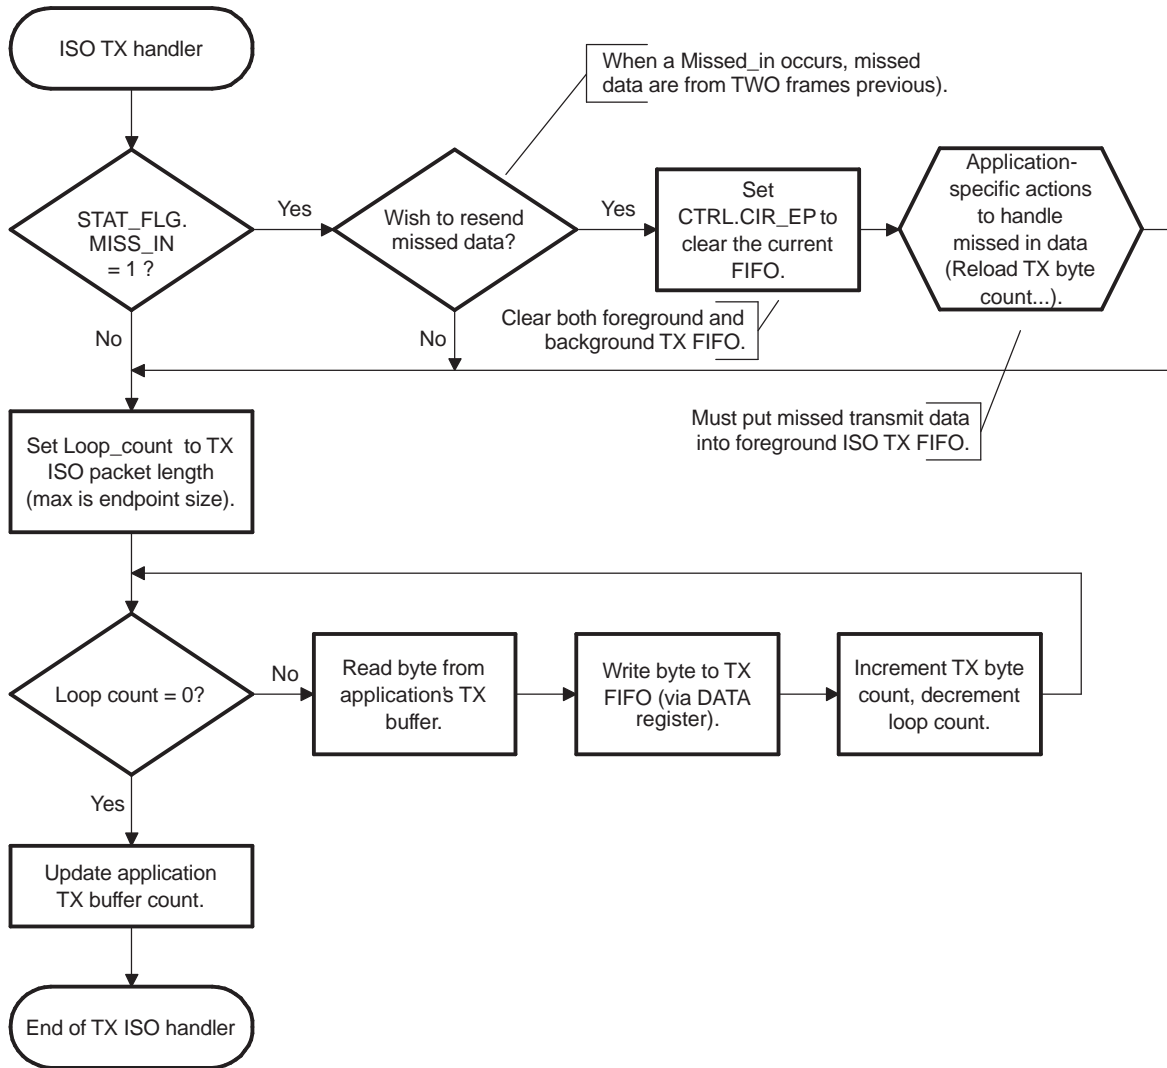 ISO TX handler
When a Missed_in occurs, missed
data are from TWO frames previous).
STAT_FLG.
MISS_IN
= 1 ?
Yes
Wish to resend
missed data?
Yes
Set
CTRL.CIR_EP to
clear the current
FIFO.
Application-
specific actions
to handle
missed in data
(Reload TX byte
count...).
No
No
Clear both foreground and
background TX FIFO.
Must put missed transmit data
into foreground ISO TX FIFO.
Set Loop_count to TX
ISO packet length
(max is endpoint size).
Loop count = 0?
No
Read byte from
application's TX
buffer.
Write byte to TX
FIFO (via DATA
register).
Increment TX byte
count, decrement
loop count.
Yes
Update application
TX buffer count.
End of TX ISO handler